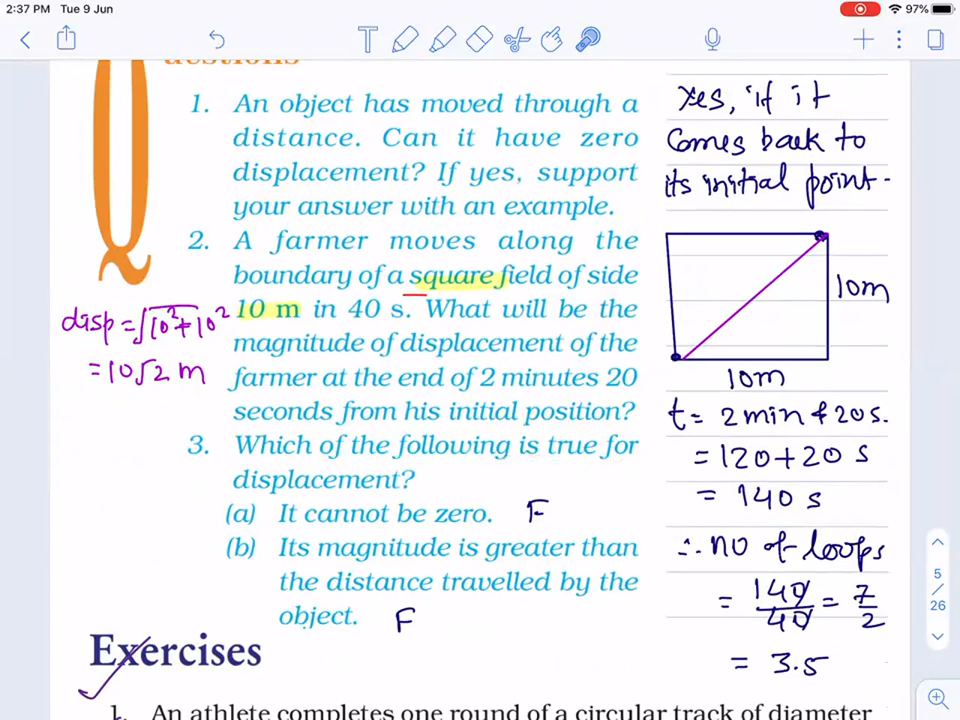 2:37 PM Tue 9 Jun
97%
T
uestions
Q
1. An object has moved through a
distance. Can it have zero
displacement? If yes, support
your answer with an example.
2. A farmer moves along the
boundary of a square field of side
10 m in 40 s. What will be the
magnitude of displacement of the
farmer at the end of 2 minutes 20
seconds from his initial position?
3. Which of the following is true for
displacement?
(a) It cannot be zero. F
(b) Its magnitude is greater than
the distance travelled by the
object. F
Exercises
1. An athlete completes one round of a circular track of diameter
disp = √10²+10²
= 10√2 m
Yes, if it
Comes back to
its initial point-
10m
10m
t = 2 min & 20 s.
= 120+20 s
= 140 s
∴ no of loops
= 140/40 = 7/2
= 3.5
5
/
26